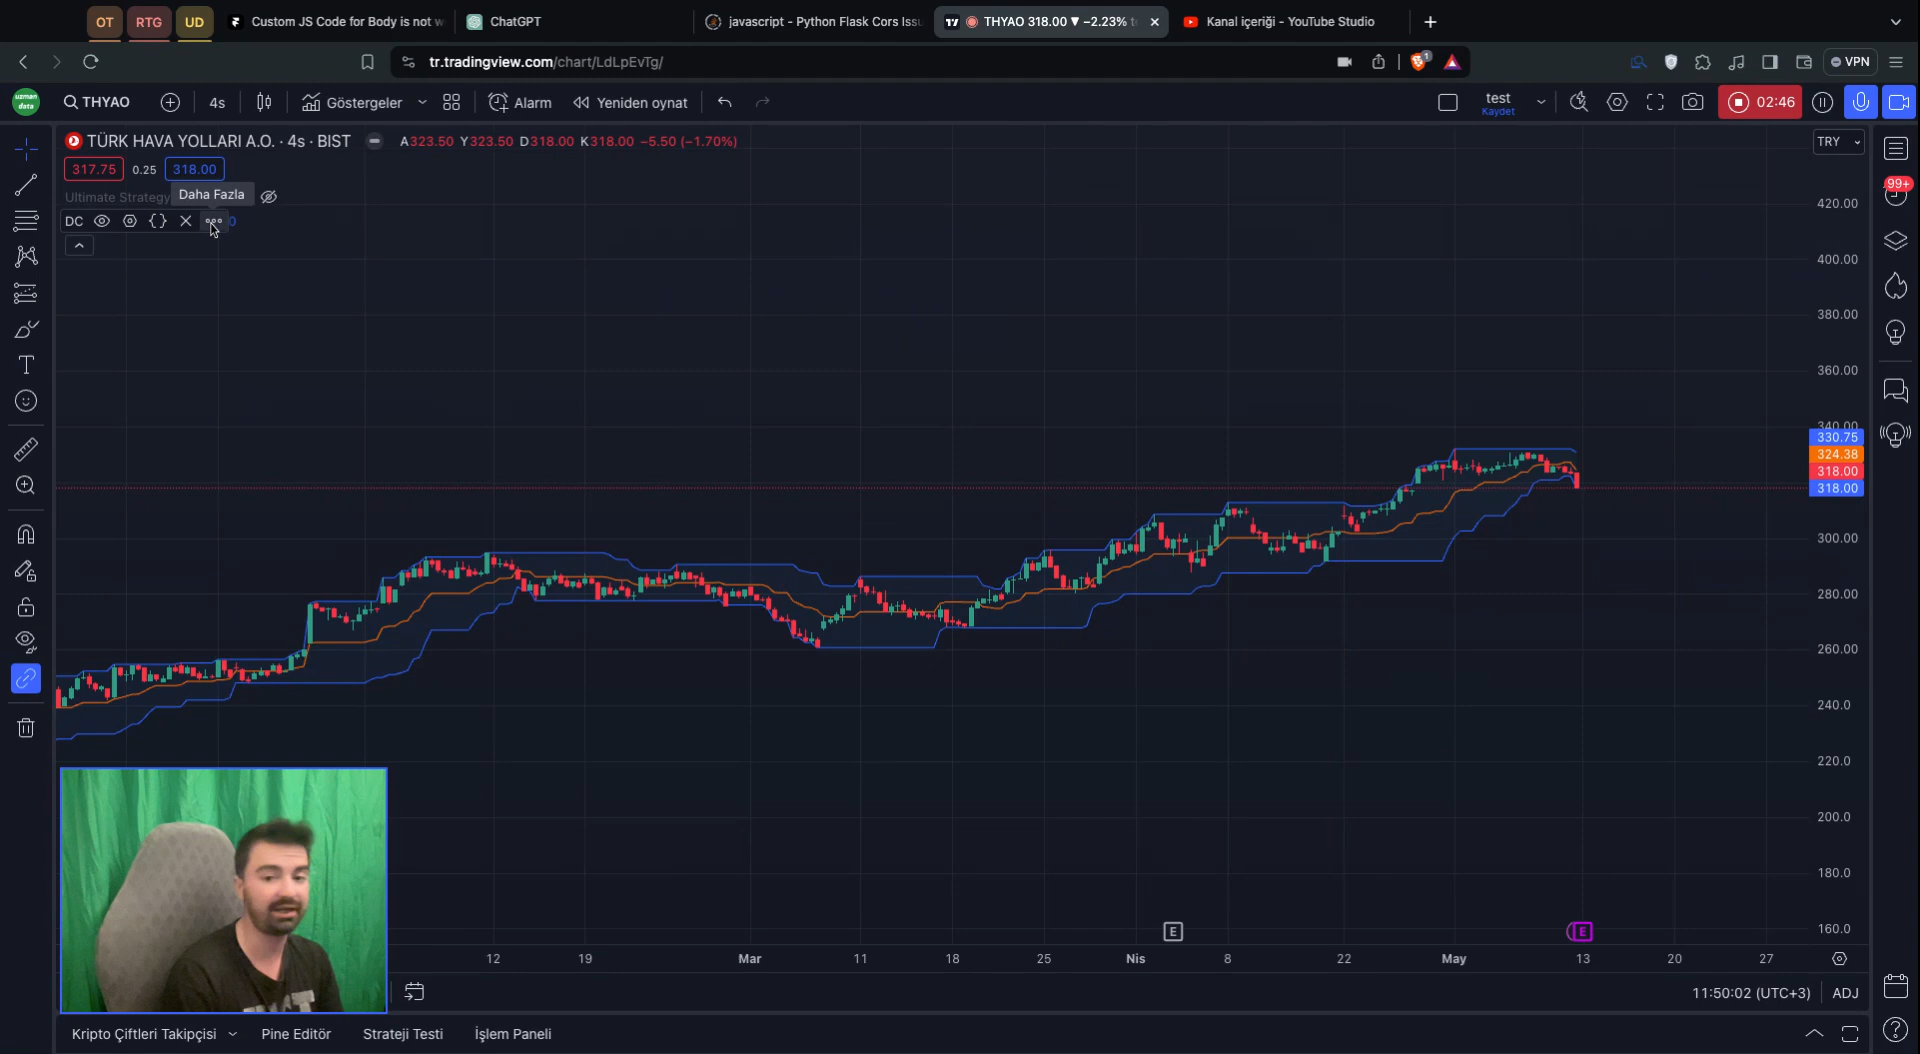 OT
RTG
UD
Custom JS Code for Body is not w
ChatGPT
javascript - Python Flask Cors Issu
THYAO 318.00 ▼ −2.23% t
Kanal içeriği - YouTube Studio
tr.tradingview.com/chart/LdLpEvTg/
1
VPN
uzman data
THYAO
4s
Göstergeler
Alarm
Yeniden oynat
test
Kaydet
02:46
TÜRK HAVA YOLLARI A.O. · 4s · BIST
A323.50 Y323.50 D318.00 K318.00 −5.50 (−1.70%)
TRY
317.75
0.25
318.00
Ultimate Strategy
Daha Fazla
DC
0
99+
420.00
400.00
380.00
360.00
340.00
330.75
324.38
318.00
318.00
300.00
280.00
260.00
240.0
220.0
200.0
180.0
160.0
E
E
12
19
Mar
11
18
25
Nis
8
22
May
13
20
27
11:50:02 (UTC+3)
ADJ
Kripto Çiftleri Takipçisi
Pine Editör
Strateji Testi
İşlem Paneli